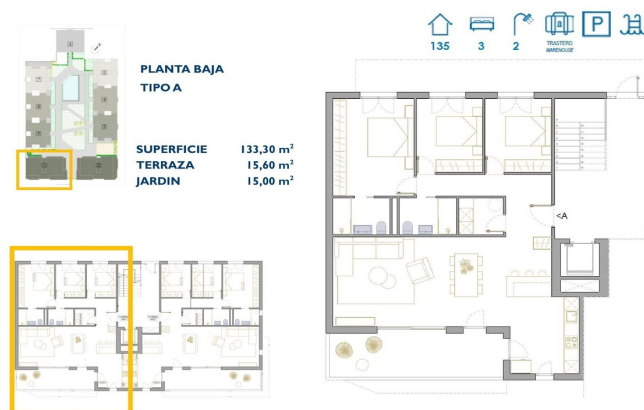 135
3
2
TRASTERO
WAREHOUSE
P
PLANTA BAJA
TIPO A
SUPERFICIE 133,30 m²
TERRAZA 15,60 m²
JARDIN 15,00 m²
<A